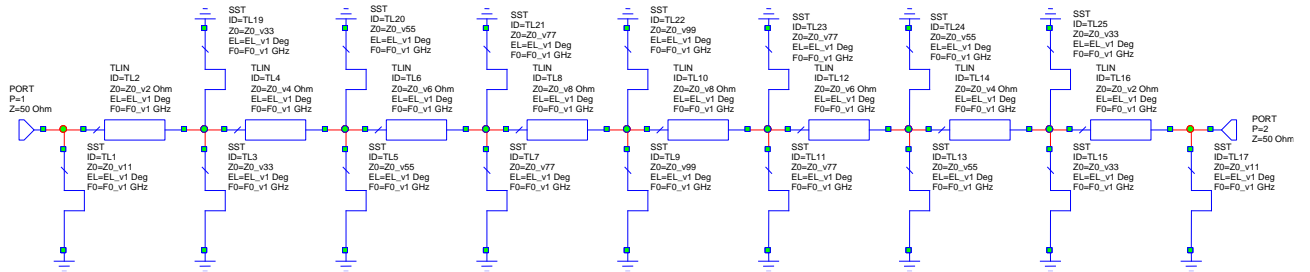 SST
ID=TL19
Z0=Z0_v33
EL=EL_v1 Deg
F0=F0_v1 GHz
SST
ID=TL20
Z0=Z0_v55
EL=EL_v1 Deg
F0=F0_v1 GHz
SST
ID=TL21
Z0=Z0_v77
EL=EL_v1 Deg
F0=F0_v1 GHz
SST
ID=TL22
Z0=Z0_v99
EL=EL_v1 Deg
F0=F0_v1 GHz
SST
ID=TL23
Z0=Z0_v77
EL=EL_v1 Deg
F0=F0_v1 GHz
SST
ID=TL24
Z0=Z0_v55
EL=EL_v1 Deg
F0=F0_v1 GHz
SST
ID=TL25
Z0=Z0_v33
EL=EL_v1 Deg
F0=F0_v1 GHz
PORT
P=1
Z=50 Ohm
TLIN
ID=TL2
Z0=Z0_v2 Ohm
EL=EL_v1 Deg
F0=F0_v1 GHz
TLIN
ID=TL4
Z0=Z0_v4 Ohm
EL=EL_v1 Deg
F0=F0_v1 GHz
TLIN
ID=TL6
Z0=Z0_v6 Ohm
EL=EL_v1 Deg
F0=F0_v1 GHz
TLIN
ID=TL8
Z0=Z0_v8 Ohm
EL=EL_v1 Deg
F0=F0_v1 GHz
TLIN
ID=TL10
Z0=Z0_v8 Ohm
EL=EL_v1 Deg
F0=F0_v1 GHz
TLIN
ID=TL12
Z0=Z0_v6 Ohm
EL=EL_v1 Deg
F0=F0_v1 GHz
TLIN
ID=TL14
Z0=Z0_v4 Ohm
EL=EL_v1 Deg
F0=F0_v1 GHz
TLIN
ID=TL16
Z0=Z0_v2 Ohm
EL=EL_v1 Deg
F0=F0_v1 GHz
PORT
P=2
Z=50 Ohm
SST
ID=TL1
Z0=Z0_v11
EL=EL_v1 Deg
F0=F0_v1 GHz
SST
ID=TL3
Z0=Z0_v33
EL=EL_v1 Deg
F0=F0_v1 GHz
SST
ID=TL5
Z0=Z0_v55
EL=EL_v1 Deg
F0=F0_v1 GHz
SST
ID=TL7
Z0=Z0_v77
EL=EL_v1 Deg
F0=F0_v1 GHz
SST
ID=TL9
Z0=Z0_v99
EL=EL_v1 Deg
F0=F0_v1 GHz
SST
ID=TL11
Z0=Z0_v77
EL=EL_v1 Deg
F0=F0_v1 GHz
SST
ID=TL13
Z0=Z0_v55
EL=EL_v1 Deg
F0=F0_v1 GHz
SST
ID=TL15
Z0=Z0_v33
EL=EL_v1 Deg
F0=F0_v1 GHz
SST
ID=TL17
Z0=Z0_v11
EL=EL_v1 Deg
F0=F0_v1 GHz